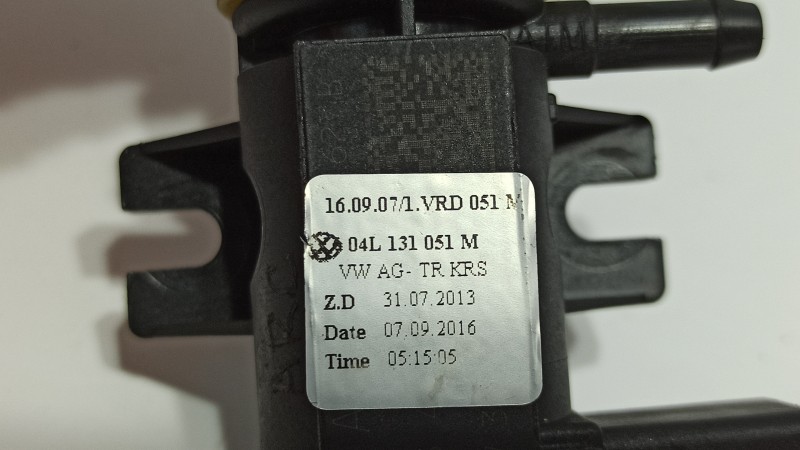 16.09.07/1.VRD 051 M
04L 131 051 M
VW AG- TR KRS
Z.D 31.07.2013
Date 07.09.2016
Time 05:15:05